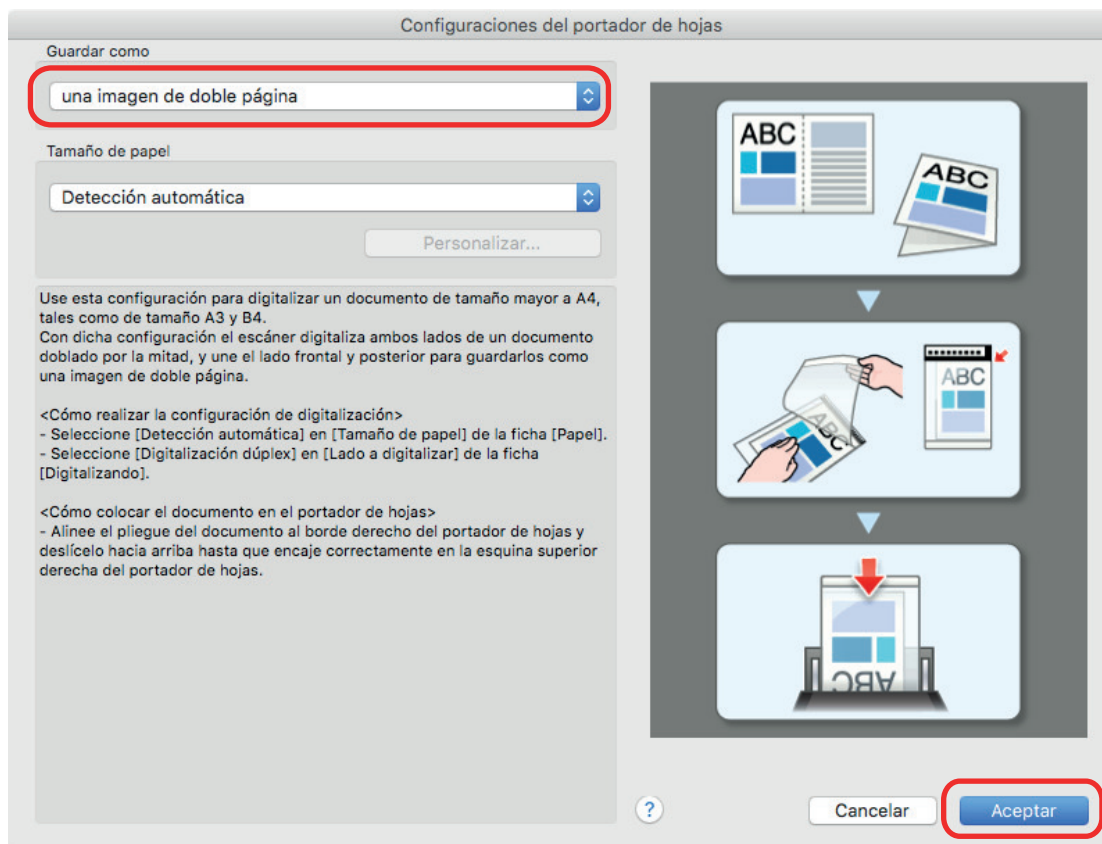 Configuraciones del portador de hojas
Guardar como
una imagen de doble página
Tamaño de papel
Detección automática
Personalizar...
Use esta configuración para digitalizar un documento de tamaño mayor a A4,
tales como de tamaño A3 y B4.
Con dicha configuración el escáner digitaliza ambos lados de un documento
doblado por la mitad, y une el lado frontal y posterior para guardarlos como
una imagen de doble página.
<Cómo realizar la configuración de digitalización>
- Seleccione [Detección automática] en [Tamaño de papel] de la ficha [Papel].
- Seleccione [Digitalización dúplex] en [Lado a digitalizar] de la ficha
[Digitalizando].
<Cómo colocar el documento en el portador de hojas>
- Alinee el pliegue del documento al borde derecho del portador de hojas y
deslícelo hacia arriba hasta que encaje correctamente en la esquina superior
derecha del portador de hojas.
ABC
ABC
ABC
ABC
ABC
?
Cancelar
Aceptar